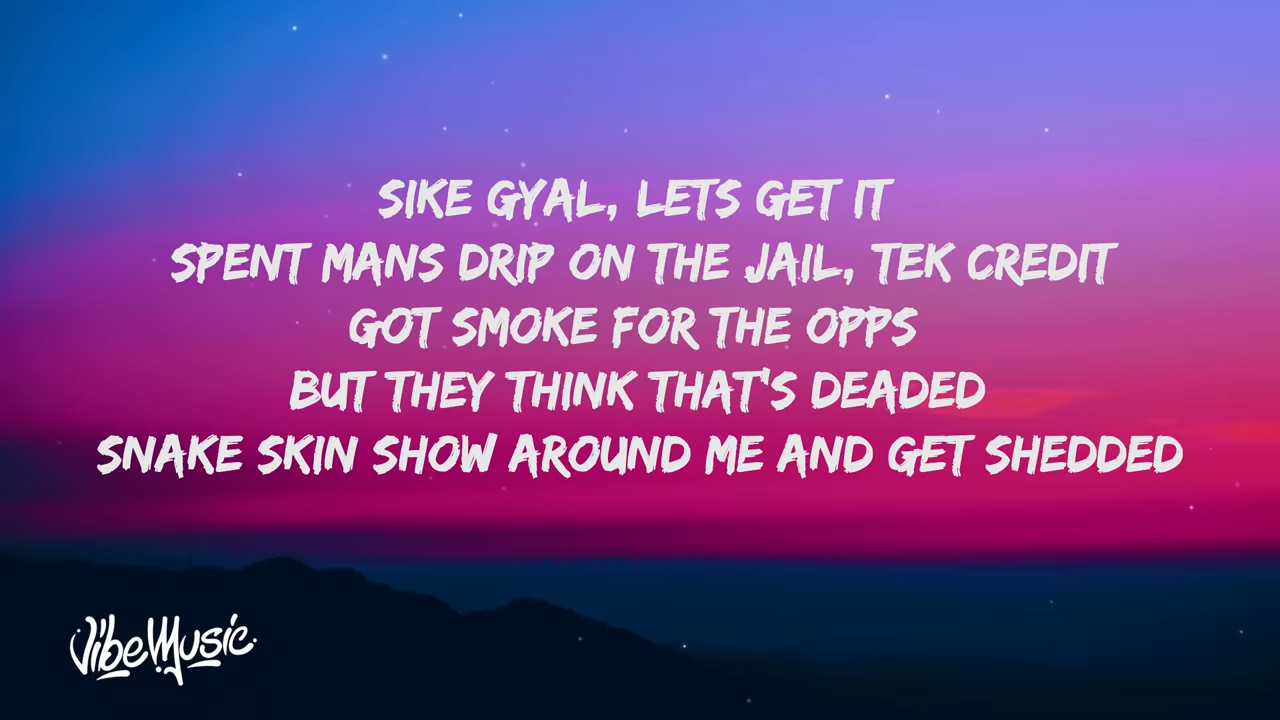 SIKE GYAL, LETS GET IT
SPENT MANS DRIP ON THE JAIL, TEK CREDIT
GOT SMOKE FOR THE OPPS
BUT THEY THINK THAT'S DEADED
SNAKE SKIN SHOW AROUND ME AND GET SHEDDED
VibeMusic